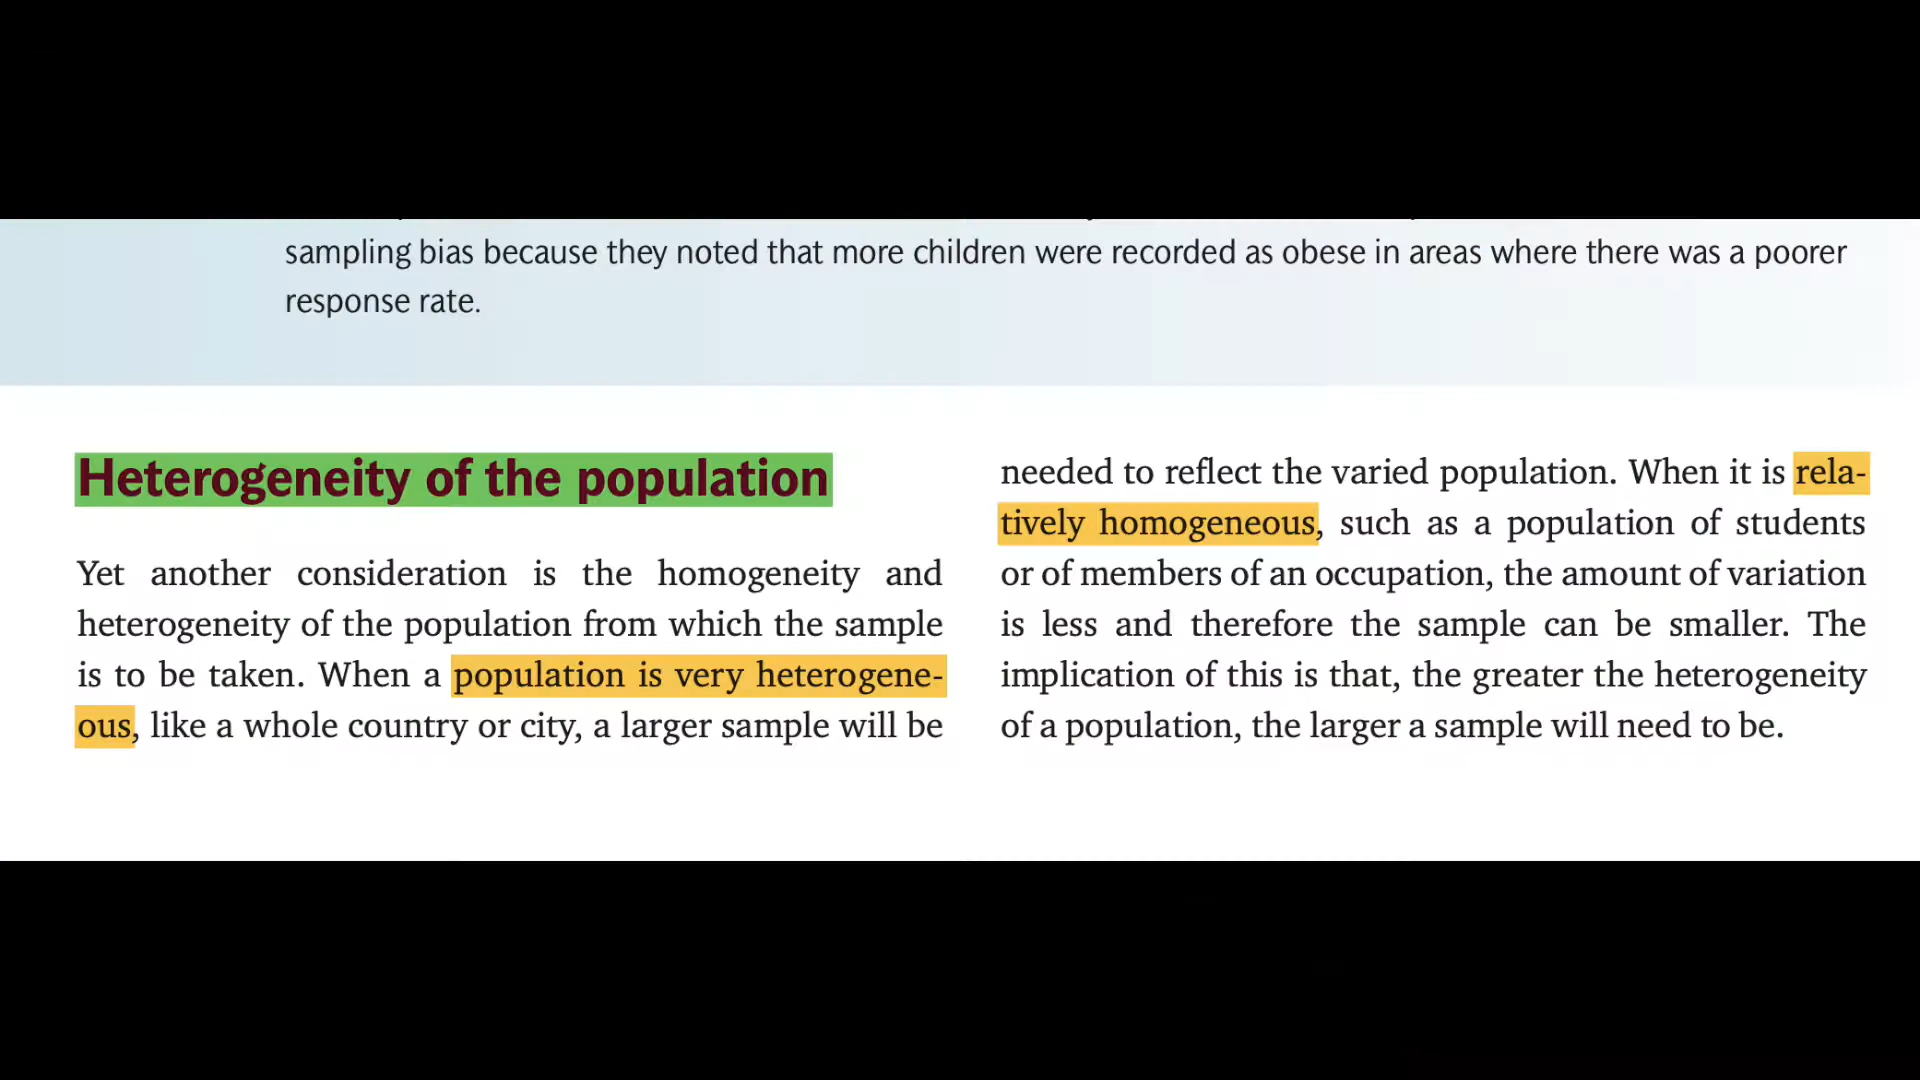 sampling bias because they noted that more children were recorded as obese in areas where there was a poorer
response rate.
Heterogeneity of the population
Yet another consideration is the homogeneity and
heterogeneity of the population from which the sample
is to be taken. When a population is very heterogene-
ous, like a whole country or city, a larger sample will be
needed to reflect the varied population. When it is rela-
tively homogeneous, such as a population of students
or of members of an occupation, the amount of variation
is less and therefore the sample can be smaller. The
implication of this is that, the greater the heterogeneity
of a population, the larger a sample will need to be.